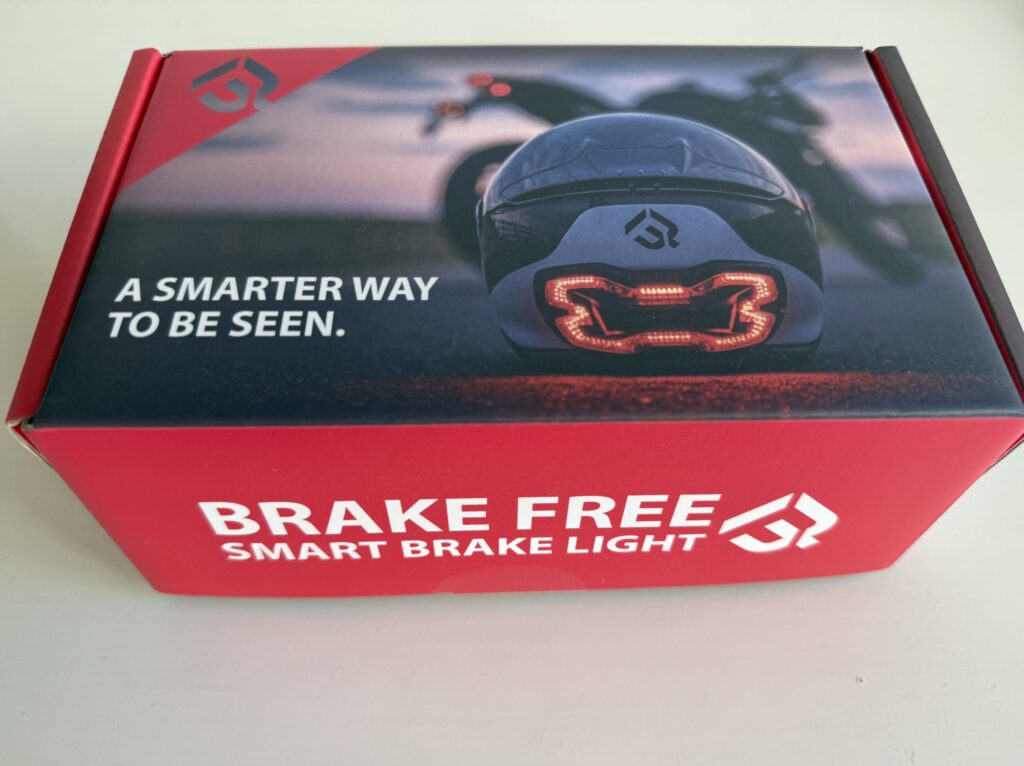 A SMARTER WAY
TO BE SEEN.
BRAKE FREE
SMART BRAKE LIGHT